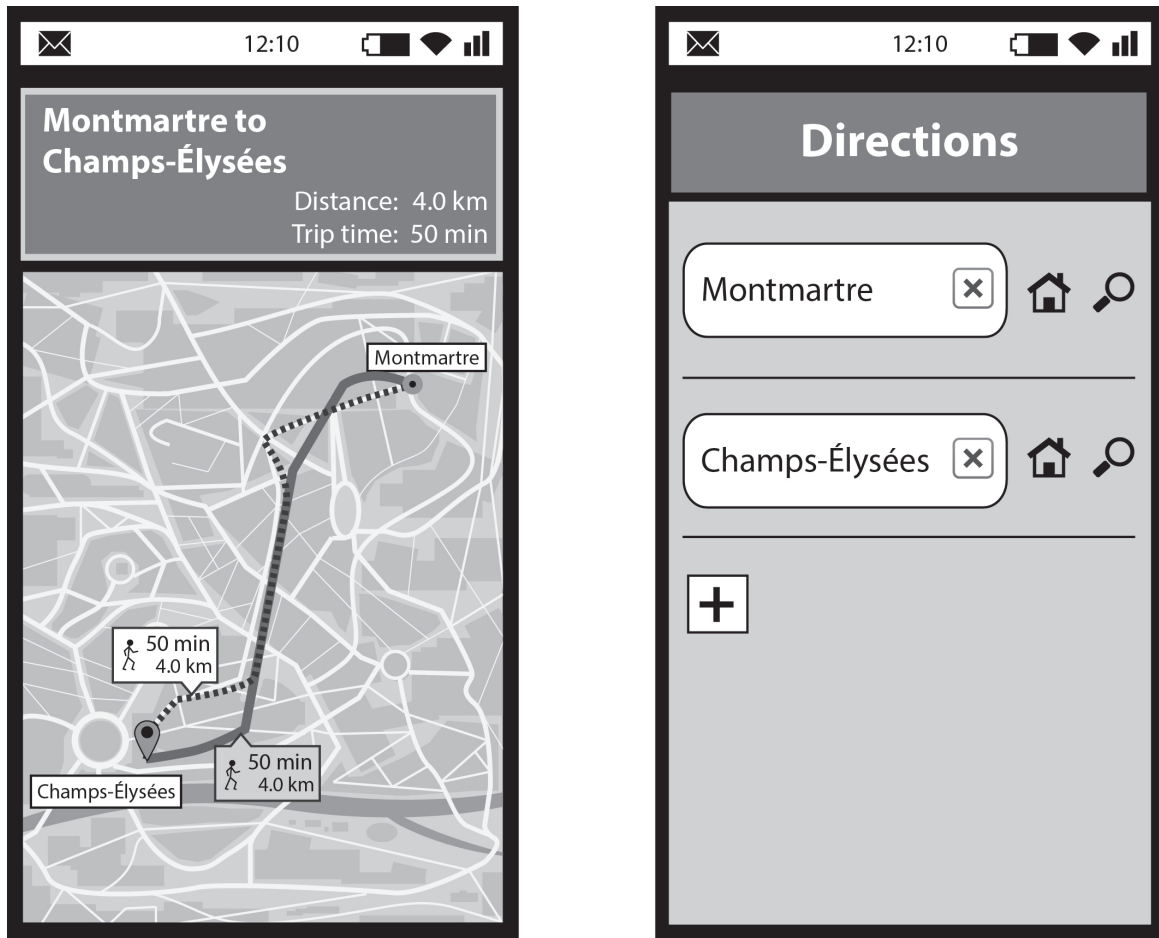 12:10
Montmartre to
Champs-Élysées
Distance: 4.0 km
Trip time: 50 min
Montmartre
50 min
4.0 km
50 min
4.0 km
Champs-Élysées
12:10
Directions
Montmartre
Champs-Élysées